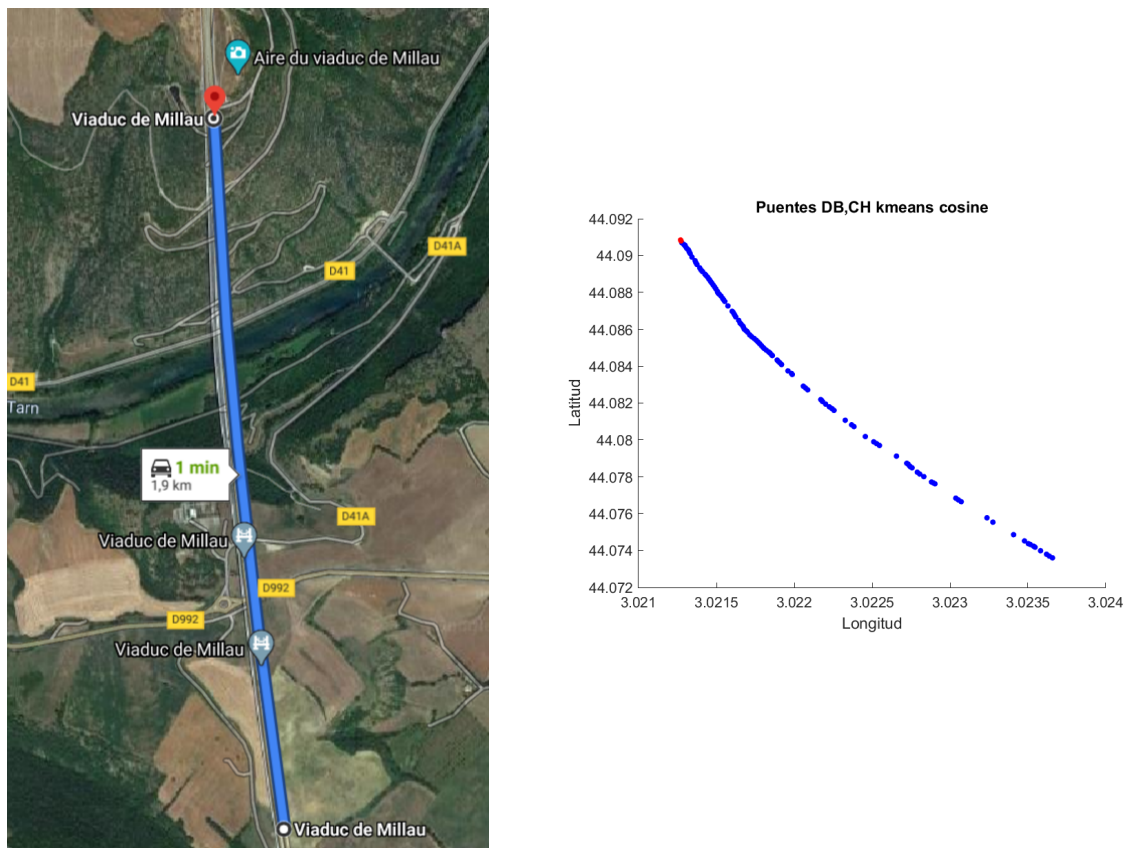 Aire du viaduc de Millau
Viaduc de Millau
D41A
D41
D41
Tarn
1 min
1,9 km
D41A
Viaduc de Millau
D992
D992
Viaduc de Millau
Viaduc de Millau
Puentes DB,CH kmeans cosine
44.092
44.09
44.088
44.086
44.084
44.082
44.08
44.078
44.076
44.074
44.072
Latitud
3.021
3.0215
3.022
3.0225
3.023
3.0235
3.024
Longitud